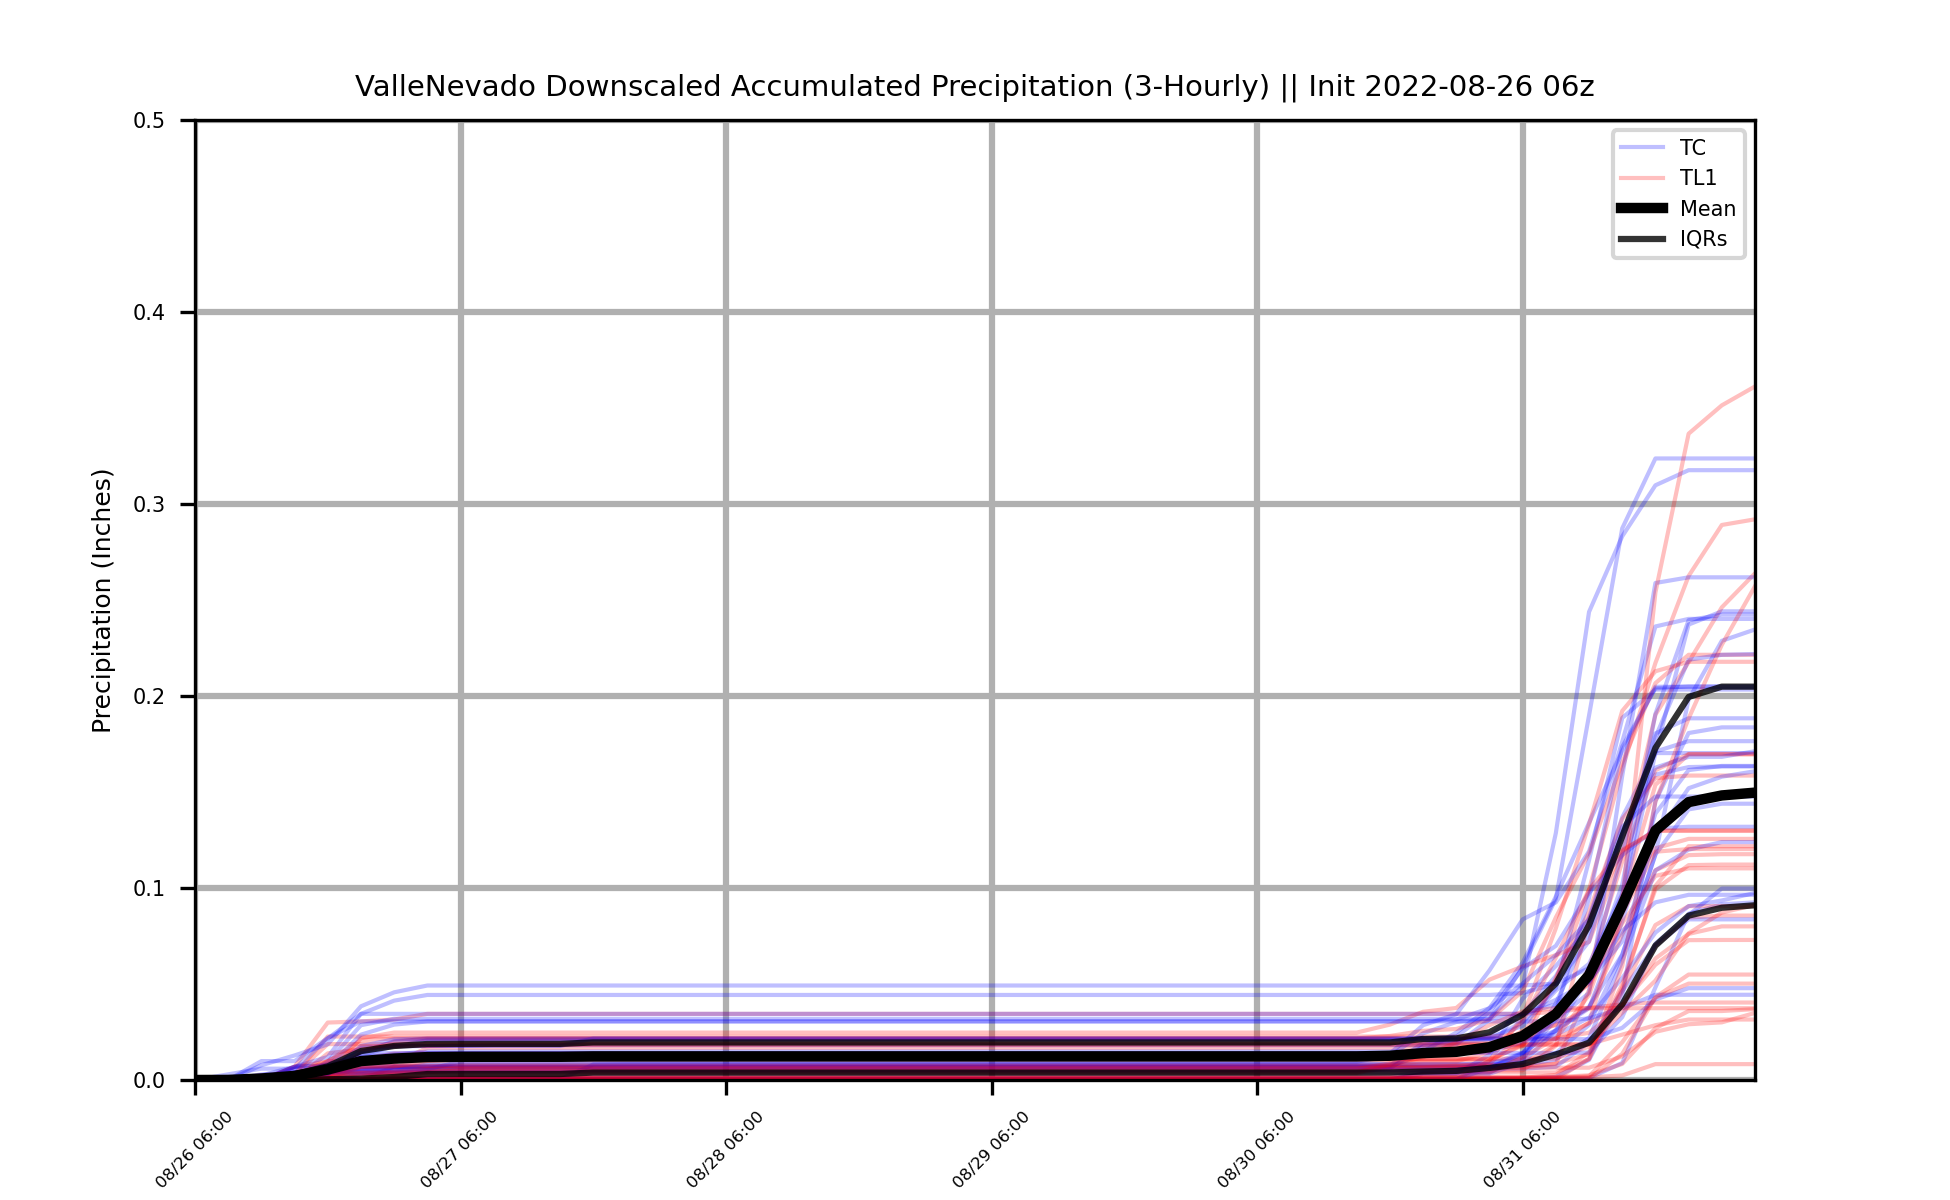 ValleNevado Downscaled Accumulated Precipitation (3-Hourly) || Init 2022-08-26 06z
Precipitation (Inches)
0.5
0.4
0.3
0.2
0.1
0.0
TC
TL1
Mean
IQRs
08/26 06:00
08/27 06:00
08/28 06:00
08/29 06:00
08/30 06:00
08/31 06:00